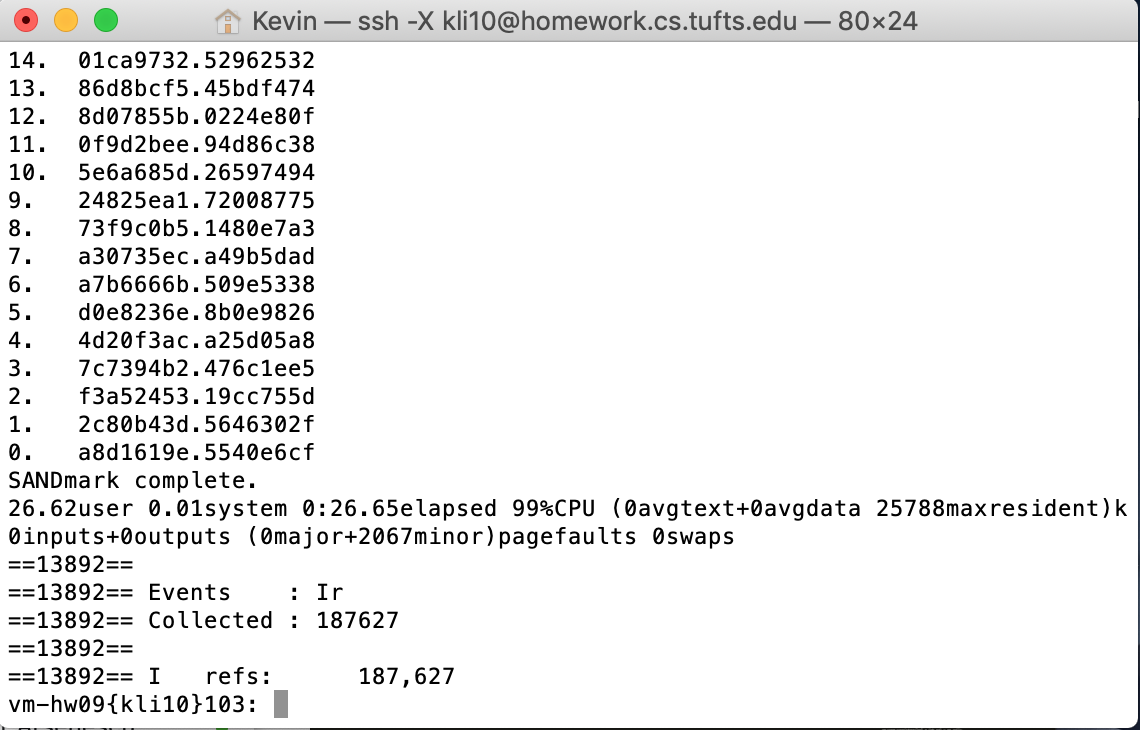 Kevin — ssh -X kli10@homework.cs.tufts.edu — 80×24
14.  01ca9732.52962532
13.  86d8bcf5.45bdf474
12.  8d07855b.0224e80f
11.  0f9d2bee.94d86c38
10.  5e6a685d.26597494
9.   24825ea1.72008775
8.   73f9c0b5.1480e7a3
7.   a30735ec.a49b5dad
6.   a7b6666b.509e5338
5.   d0e8236e.8b0e9826
4.   4d20f3ac.a25d05a8
3.   7c7394b2.476c1ee5
2.   f3a52453.19cc755d
1.   2c80b43d.5646302f
0.   a8d1619e.5540e6cf
SANDmark complete.
26.62user 0.01system 0:26.65elapsed 99%CPU (0avgtext+0avgdata 25788maxresident)k
0inputs+0outputs (0major+2067minor)pagefaults 0swaps
==13892==
==13892== Events    : Ir
==13892== Collected : 187627
==13892==
==13892== I   refs:      187,627
vm-hw09{kli10}103: